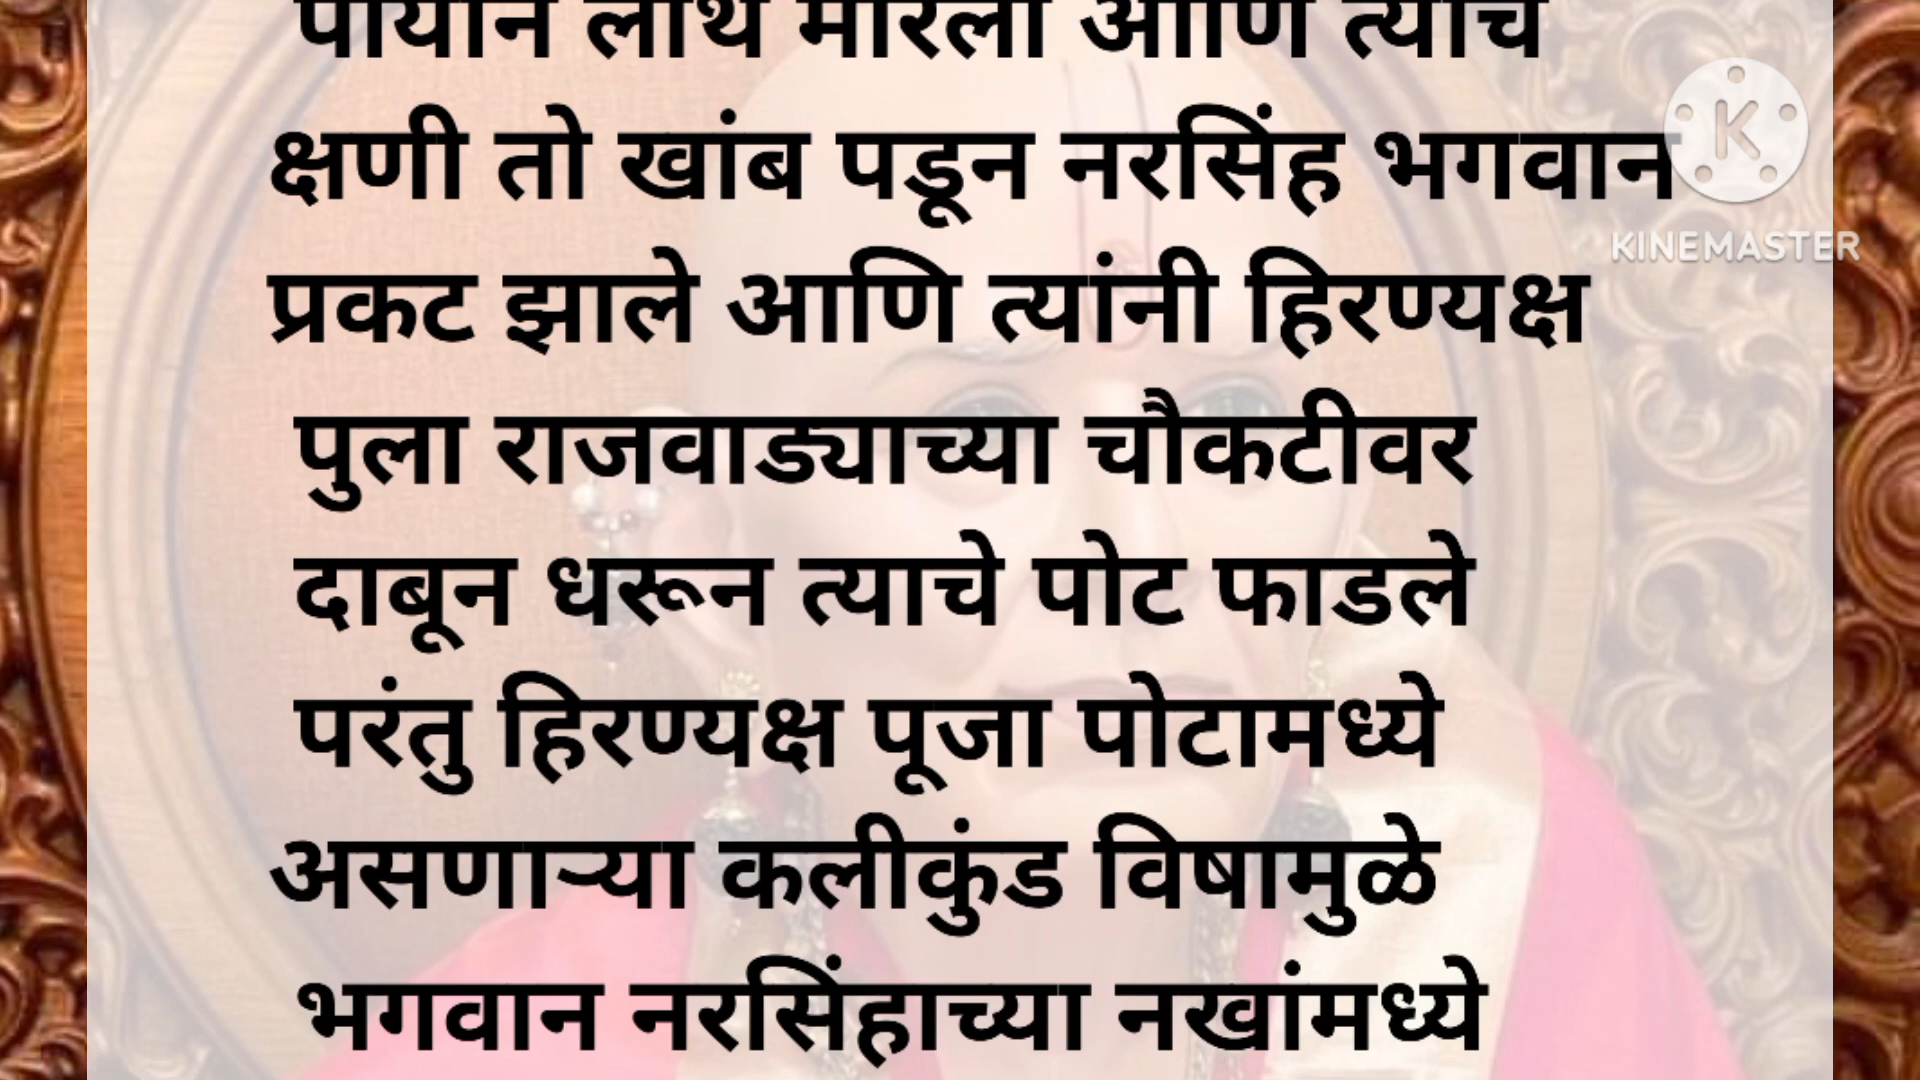 पायाने लाथ मारली आणि त्याच
क्षणी तो खांब पडून नरसिंह भगवान
प्रकट झाले आणि त्यांनी हिरण्यक्ष
पुला राजवाड्याच्या चौकटीवर
दाबून धरून त्याचे पोट फाडले
परंतु हिरण्यक्ष पूजा पोटामध्ये
असणाऱ्या कलीकुंड विषामुळे
भगवान नरसिंहाच्या नखांमध्ये
K
KINEMASTER